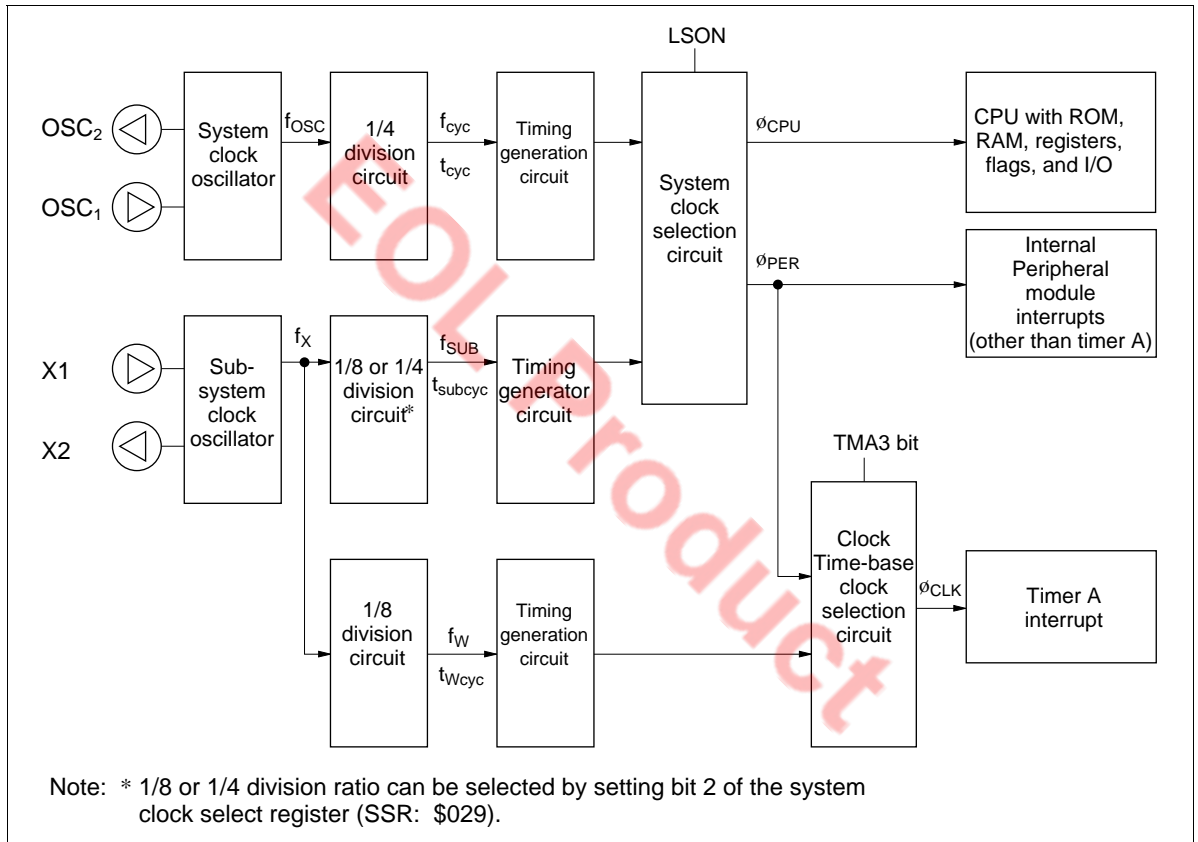 LSON
OSC2
OSC1
System
clock
oscillator
fOSC
1/4
division
circuit
fcyc
tcyc
Timing
generation
circuit
System
clock
selection
circuit
øCPU
øPER
CPU with ROM,
RAM, registers,
flags, and I/O
Internal
Peripheral
module
interrupts
(other than timer A)
X1
X2
Sub-
system
clock
oscillator
fX
1/8 or 1/4
division
circuit*
fSUB
tsubcyc
Timing
generator
circuit
TMA3 bit
1/8
division
circuit
fW
tWcyc
Timing
generation
circuit
Clock
Time-base
clock
selection
circuit
øCLK
Timer A
interrupt
EOL Product
Note: * 1/8 or 1/4 division ratio can be selected by setting bit 2 of the system
clock select register (SSR: $029).